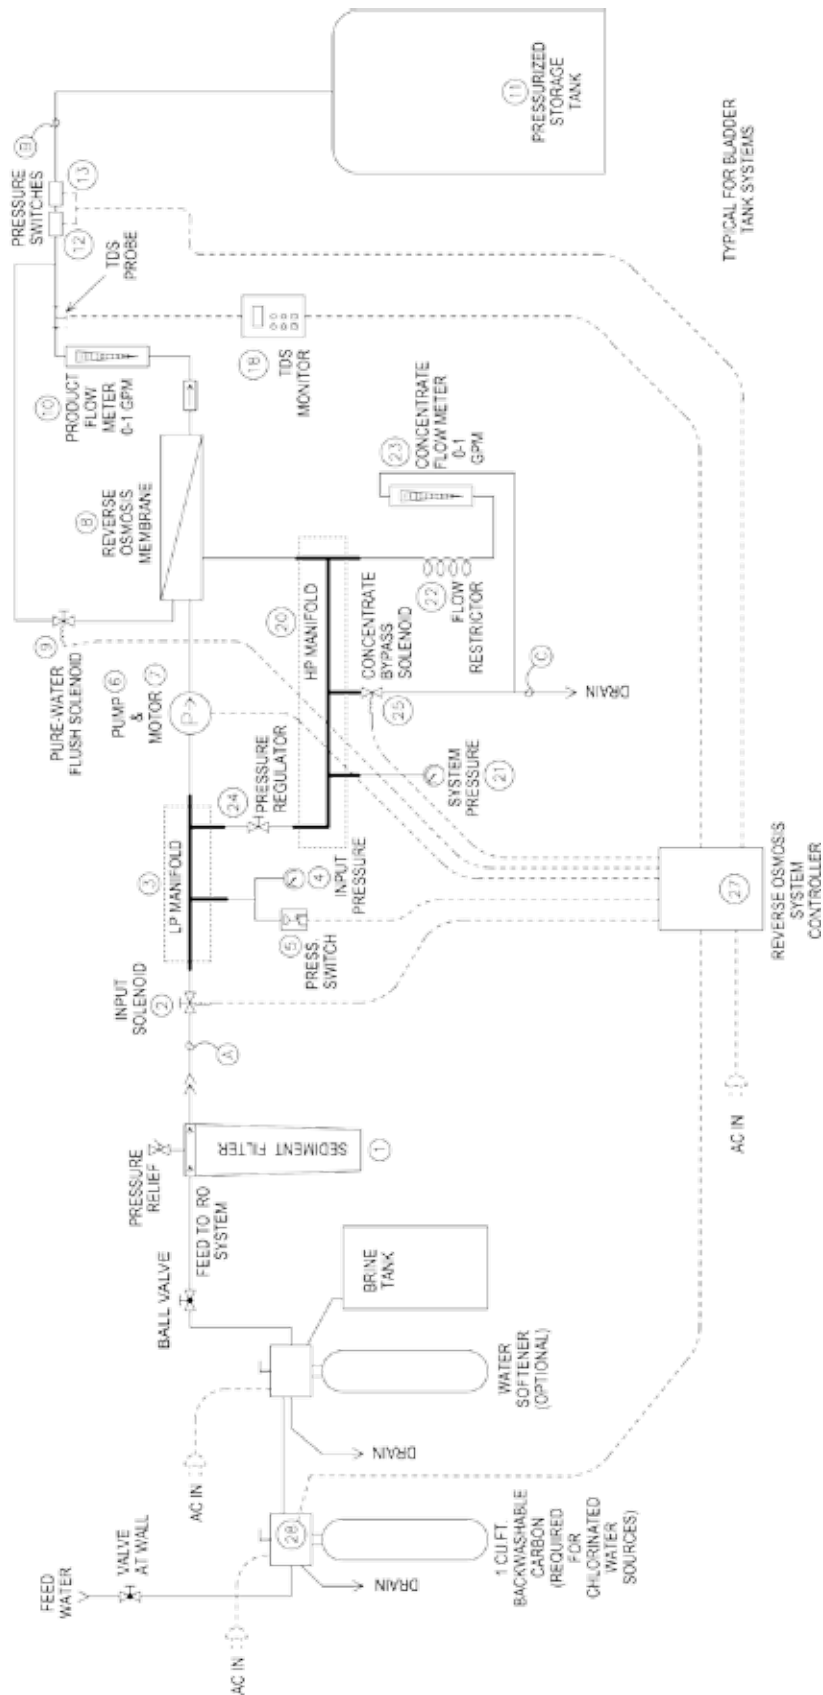 FEED
WATER
VALVE
AT WALL
AC IN
28
DRAIN
1 CU.FT.
BACKWASHABLE
CARBON
(REQUIRED
FOR
CHLORINATED
WATER
SOURCES)
AC IN
DRAIN
WATER
SOFTENER
(OPTIONAL)
BRINE
TANK
BALL VALVE
FEED TO RO
SYSTEM
PRESSURE
RELIEF
SEDIMENT FILTER
1
A
INPUT
SOLENOID
2
3
LP MANIFOLD
5
PRESS.
SWITCH
4
INPUT
PRESSURE
24
PRESSURE
REGULATOR
PUMP 6
&
MOTOR 7
P
9
PURE-WATER
FLUSH SOLENOID
8
REVERSE
OSMOSIS
MEMBRANE
20
HP MANIFOLD
SYSTEM
PRESSURE
21
25
CONCENTRATE
BYPASS
SOLENOID
C
DRAIN
22
FLOW
RESTRICTOR
23
CONCENTRATE
FLOW METER
0-1
GPM
10
PRODUCT
FLOW
METER
0-1 GPM
TDS
PROBE
18
TDS
MONITOR
PRESSURE
SWITCHES
12
13
B
11
PRESSURIZED
STORAGE
TANK
TYPICAL FOR BLADDER
TANK SYSTEMS
AC IN
27
REVERSE OSMOSIS
SYSTEM
CONTROLLER